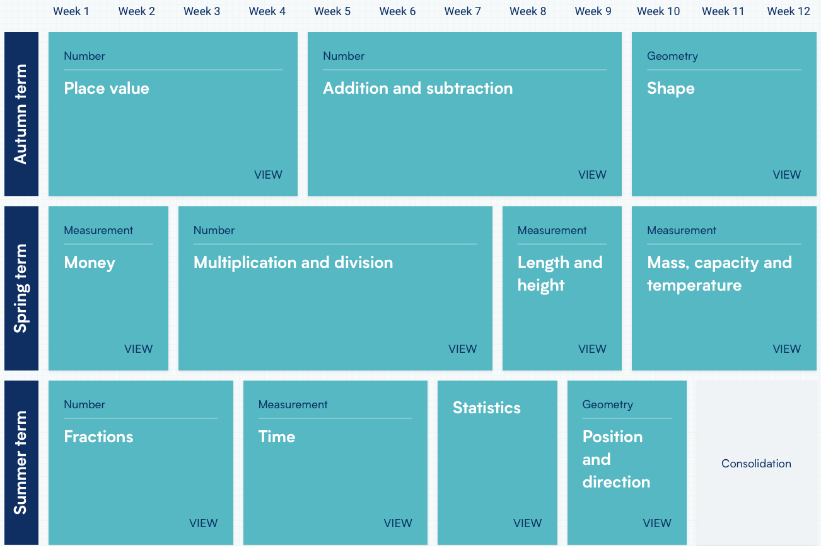 Week 1 Week 2 Week 3 Week 4 Week 5 Week 6 Week 7 Week 8 Week 9 Week 10 Week 11 Week 12
Autumn term
Number
Place value
VIEW
Number
Addition and subtraction
VIEW
Geometry
Shape
VIEW
Spring term
Measurement
Money
VIEW
Number
Multiplication and division
VIEW
Measurement
Length and
height
VIEW
Measurement
Mass, capacity and
temperature
VIEW
Summer term
Number
Fractions
VIEW
Measurement
Time
VIEW
Statistics
VIEW
Geometry
Position
and
direction
VIEW
Consolidation